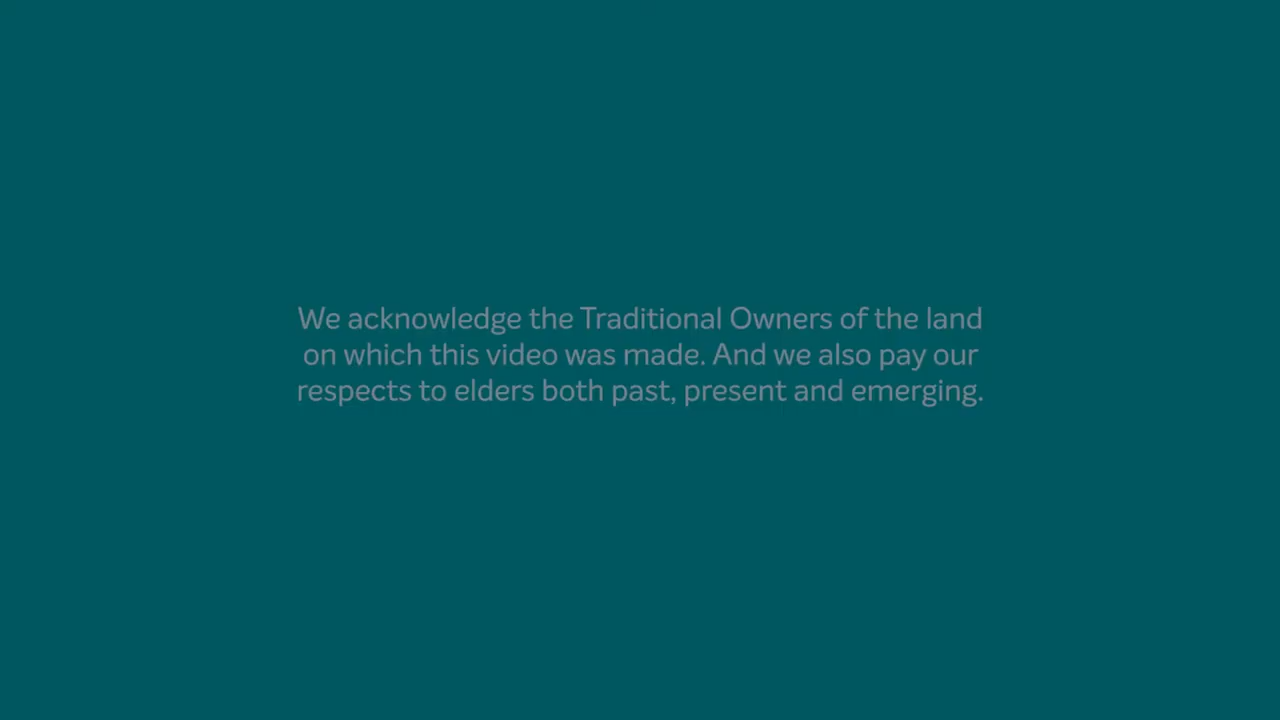 We acknowledge the Traditional Owners of the land
on which this video was made. And we also pay our
respects to elders both past, present and emerging.